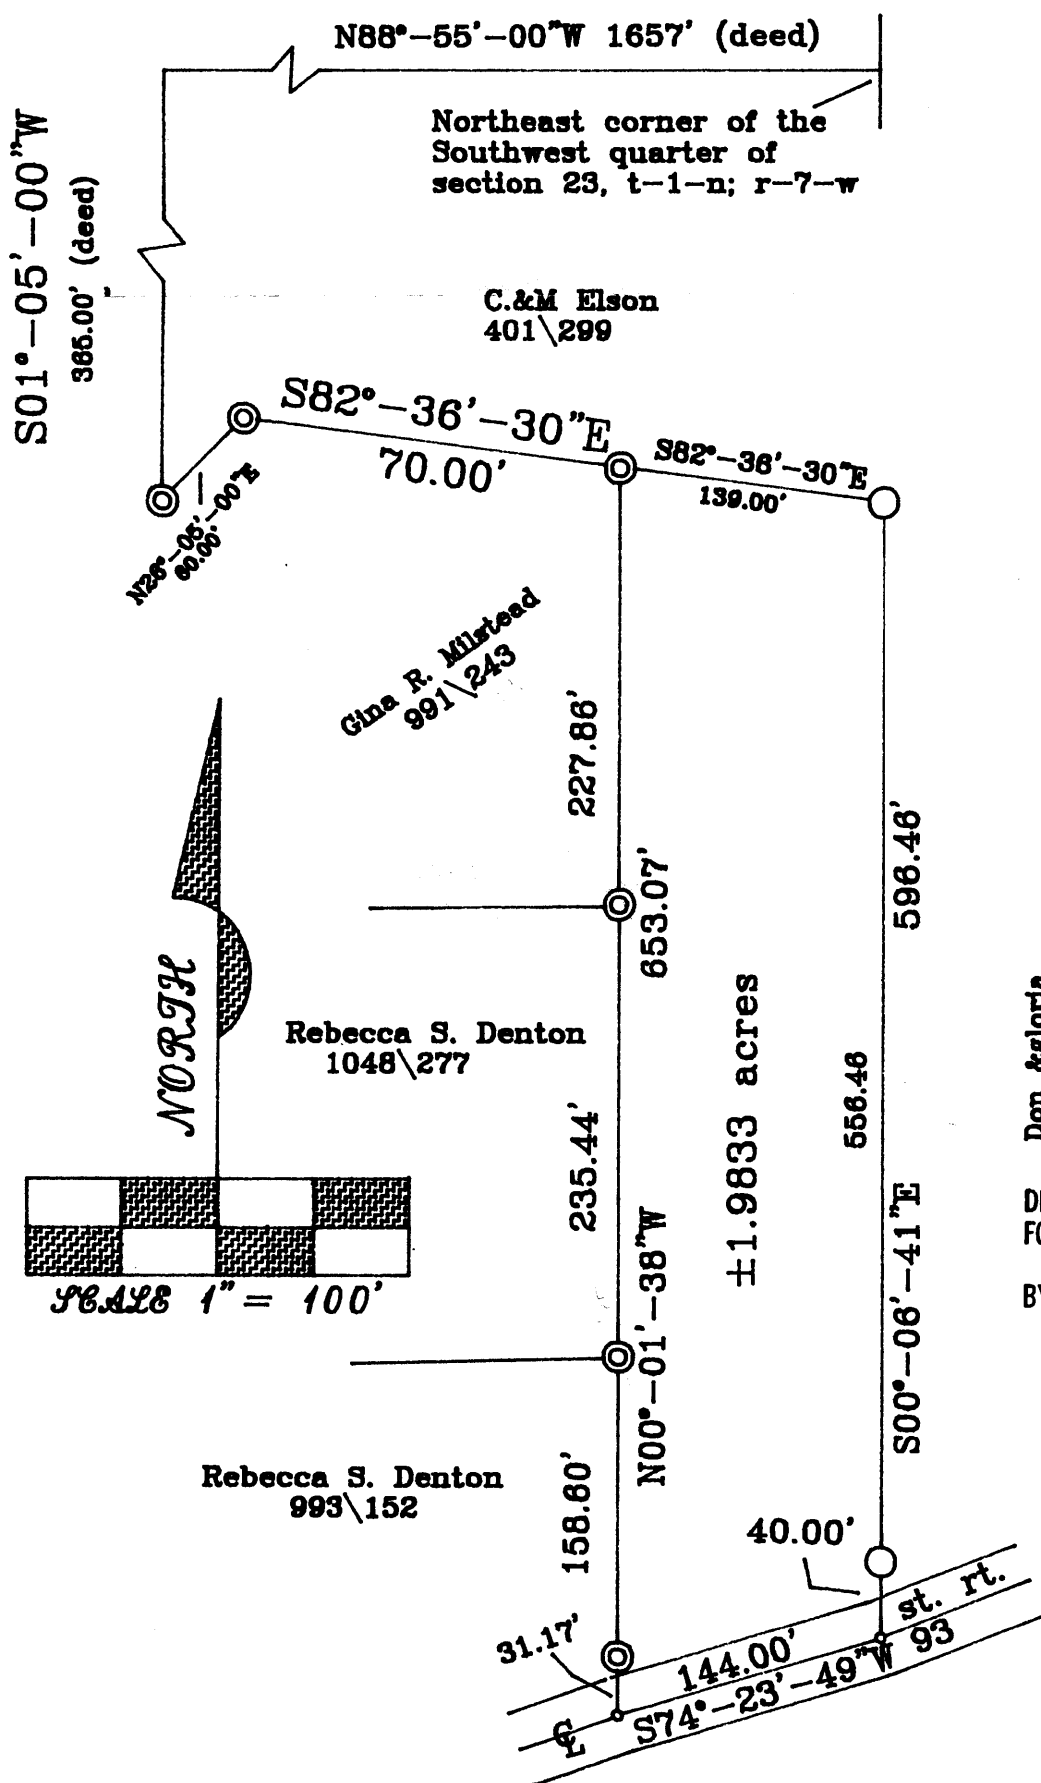 N88°-55'-00"W 1657' (deed)
Northeast corner of the
Southwest quarter of
section 23, t-1-n; r-7-w
S01°-05'-00"W
365.00' (deed)
C.&M Elson
401\299
S82°-36'-30"E
70.00'
S82°-36'-30"E
139.00'
N26°-05'-00"E
60.00'
Gina R. Milstead
991\243
227.86'
653.07'
596.46'
NORTH
Rebecca S. Denton
1048\277
235.44'
±1.9833 acres
556.46
Don &gloria
SCALE 1" = 100'
N00°-01'-38"W
S00°-06'-41"E
BY
Rebecca S. Denton
993\152
158.60'
40.00'
31.17'
144.00'
st. rt.
93
S74°-23'-49"W
℄